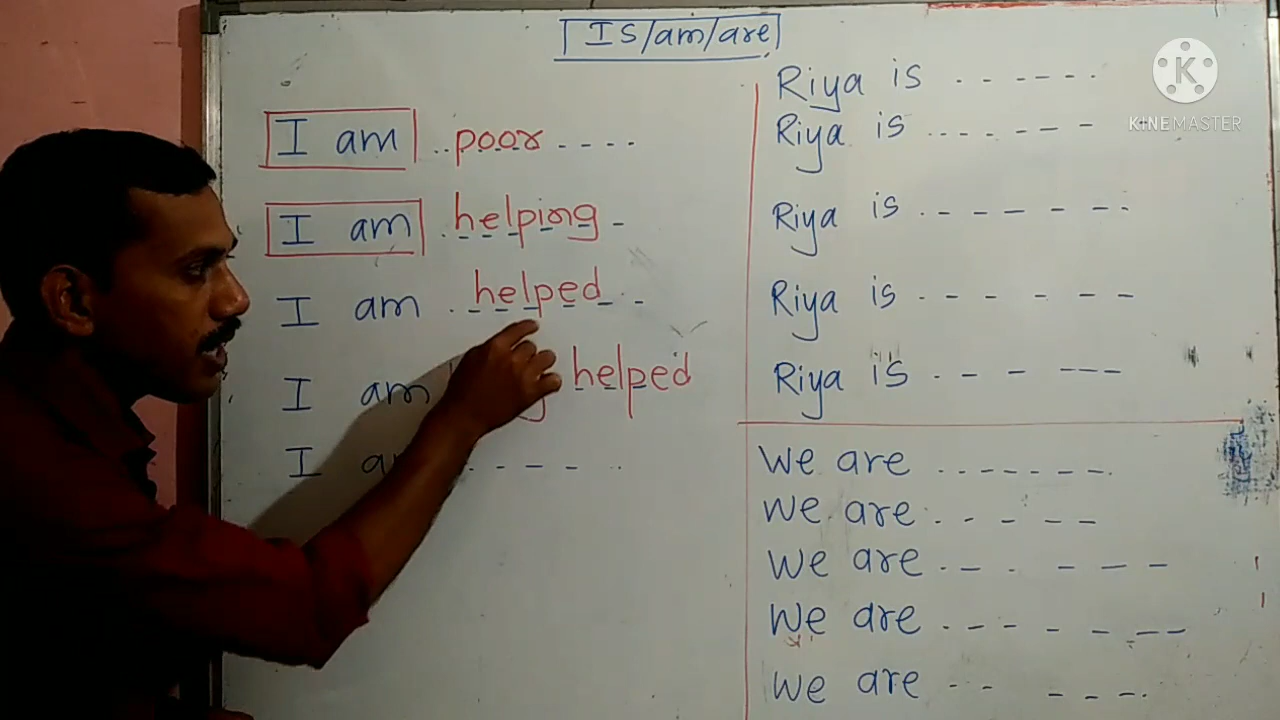 Is/am/are
I am ..poor....
I am .helping -
I am .helped - .
I am helped
I ----.
Riya is . - - - - - .
Riya is ... - - - -
Riya is . - - - - - .
Riya is - - - - - -
Riya is . - - ---
We are .......
We are . - - - -
We are . - . - - -
We are . - - - - --
We are - - - - - .
K
KINEMASTER